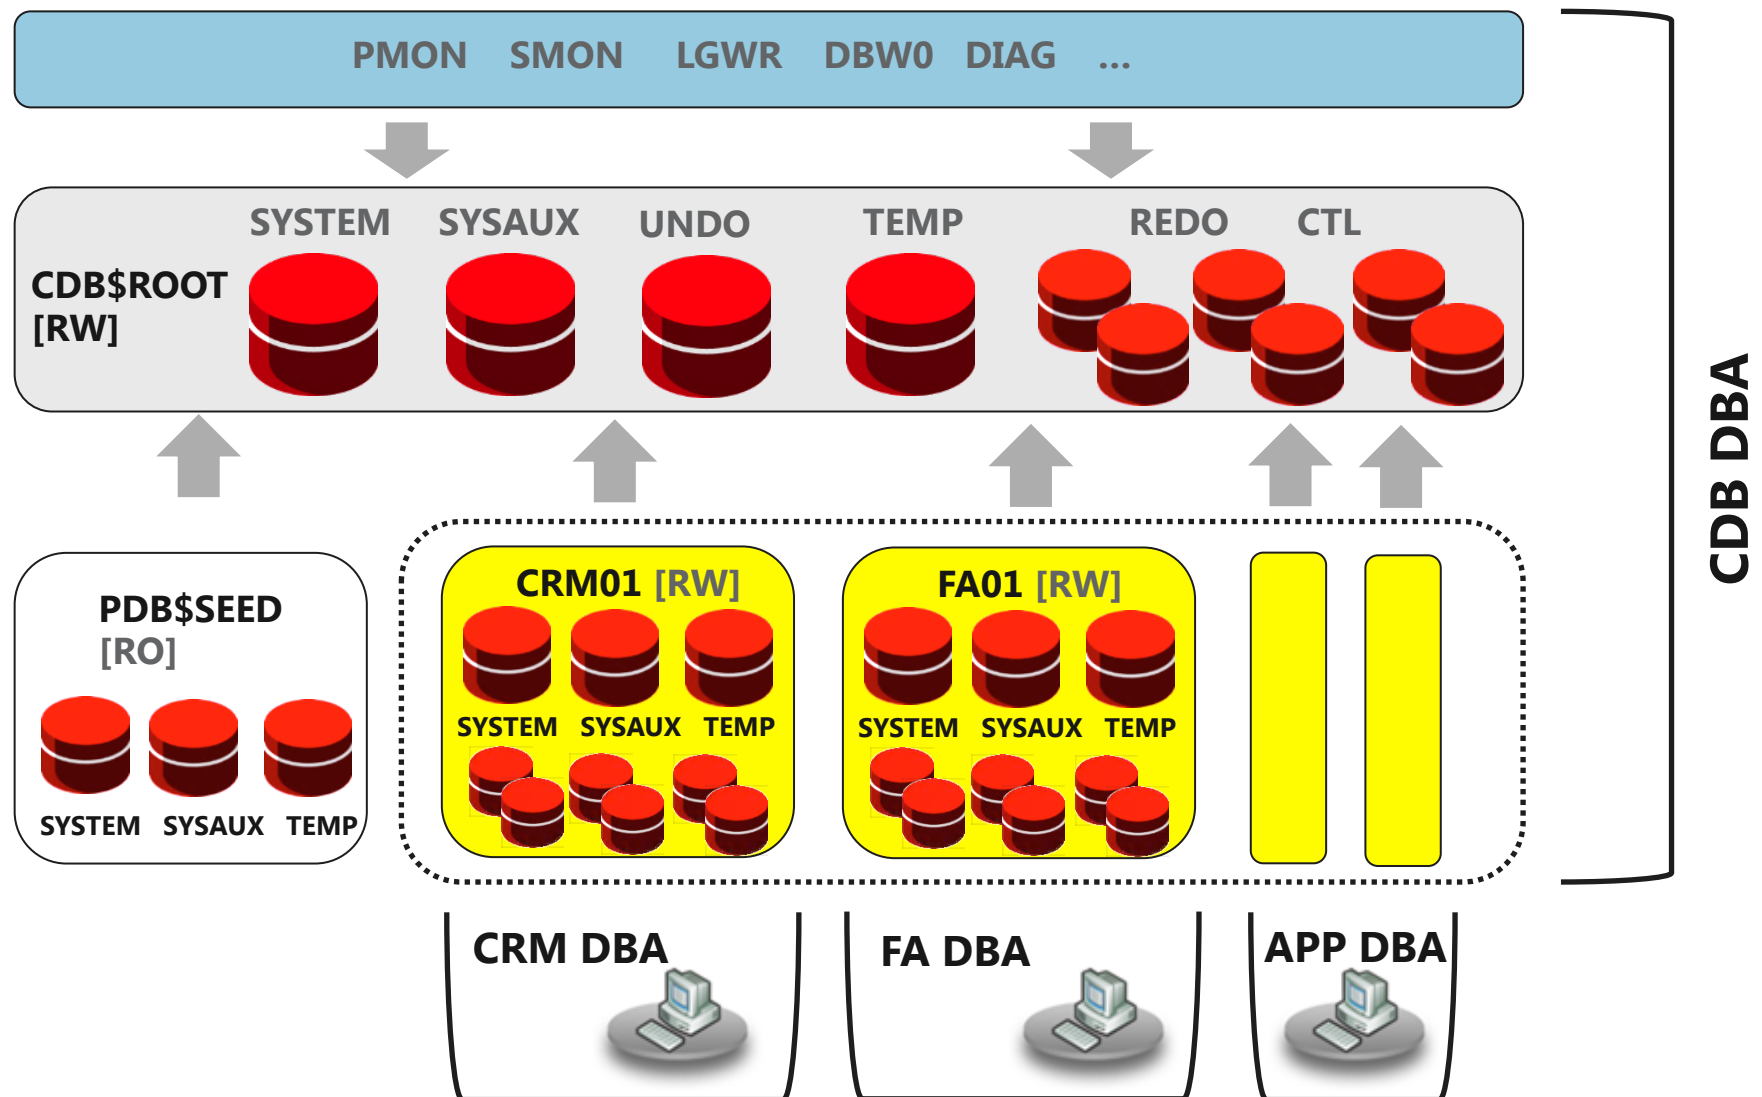 PMON SMON LGWR DBW0 DIAG ...
SYSTEM SYSAUX UNDO TEMP REDO CTL
CDB$ROOT
[RW]
CDB DBA
PDB$SEED
[RO]
SYSTEM SYSAUX TEMP
CRM01 [RW]
SYSTEM SYSAUX TEMP
FA01 [RW]
SYSTEM SYSAUX TEMP
CRM DBA
FA DBA
APP DBA